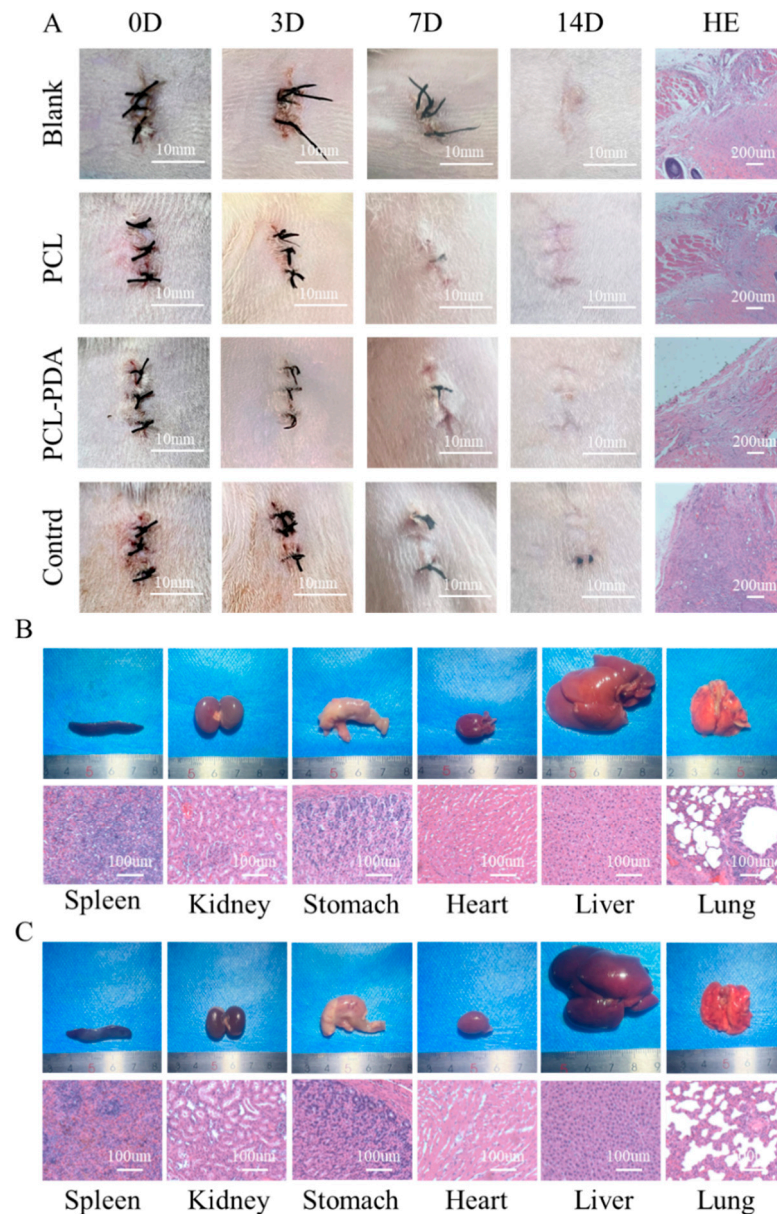 A 0D 3D 7D 14D HE
Blank 10mm 10mm 10mm 10mm 200um
PCL 10mm 10mm 10mm 10mm 200um
PCL-PDA 10mm 10mm 10mm 10mm 200um
Contrd 10mm 10mm 10mm 10mm 200um
B
100um 100um 100um 100um 100um 100um
Spleen Kidney Stomach Heart Liver Lung
C
100um 100um 100um 100um 100um 100um
Spleen Kidney Stomach Heart Liver Lung